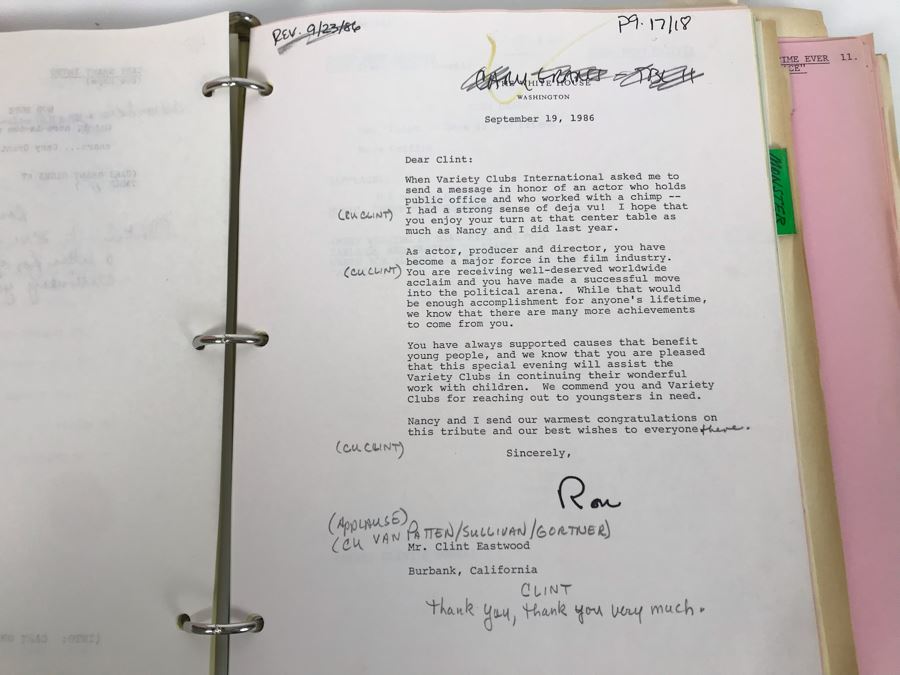 REV. 9/23/86
P9. 17/18
THE WHITE HOUSE
WASHINGTON
September 19, 1986
Dear Clint:
When Variety Clubs International asked me to
send a message in honor of an actor who holds
public office and who worked with a chimp --
(CU CLINT) I had a strong sense of deja vu! I hope that
you enjoy your turn at that center table as
much as Nancy and I did last year.
As actor, producer and director, you have
become a major force in the film industry.
(CU CLINT) You are receiving well-deserved worldwide
acclaim and you have made a successful move
into the political arena. While that would
be enough accomplishment for anyone's lifetime,
we know that there are many more achievements
to come from you.
You have always supported causes that benefit
young people, and we know that you are pleased
that this special evening will assist the
Variety Clubs in continuing their wonderful
work with children. We commend you and Variety
Clubs for reaching out to youngsters in need.
Nancy and I send our warmest congratulations on
this tribute and our best wishes to everyone there.
(CU CLINT)
Sincerely,
Ron
(APPLAUSE)
(CU VAN PATTEN/SULLIVAN/GORTNER)
Mr. Clint Eastwood
Burbank, California
CLINT
Thank you, thank you very much.
MONSTER
TIME EVER 11.